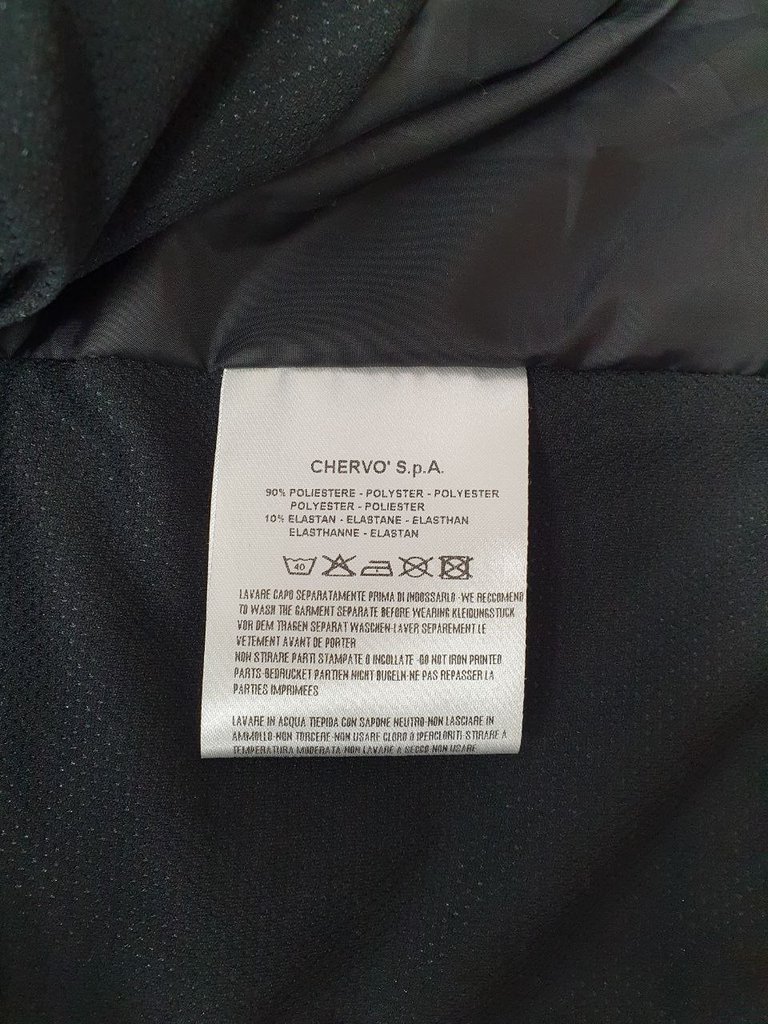 CHERVO' S.p.A.
90% POLIESTERE - POLYSTER - POLYESTER
POLYESTER - POLIESTER
10% ELASTAN - ELASTANE - ELASTHAN
ELASTHANNE - ELASTAN
40
LAVARE CAPO SEPARATAMENTE PRIMA DI INDOSSARLO -WE RECCOMEND
TO WASH THE GARMENT SEPARATE BEFORE WEARING KLEIDUNGSTUCK
VOR DEM TRAGEN SEPARAT WASCHEN-LAVER SEPAREMENT LE
VETEMENT AVANT DE PORTER
NON STIRARE PARTI STAMPATE O INCOLLATE -DO NOT IRON PRINTED
PARTS-BEDRUCKET PARTIEN NICHT BUGELN-NE PAS REPASSER LA
PARTIES IMPRIMEES
LAVARE IN ACQUA TIEPIDA CON SAPONE NEUTRO-NON LASCIARE IN
AMMOLLO-NON TORCERE-NON USARE CLORO O IPERCLORITI-STIRARE A
TEMPERATURA MODERATA-NON LAVARE A SECCO-NON USARE